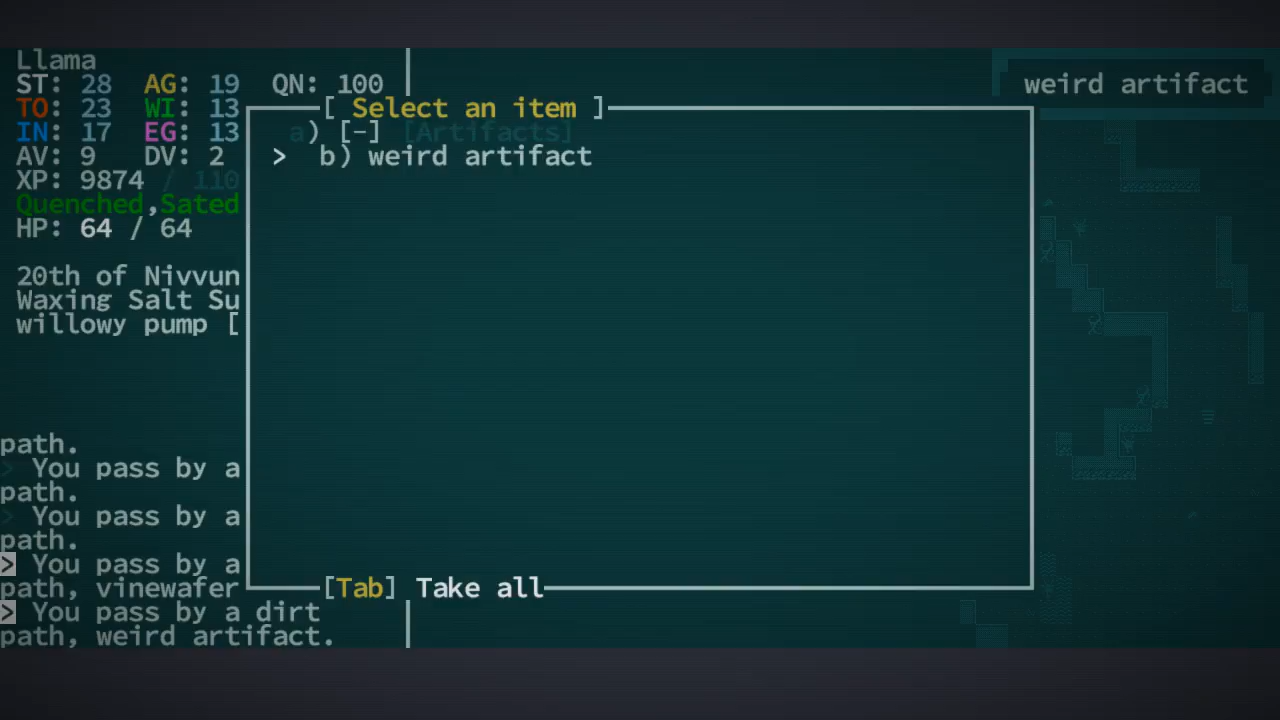 Llama
ST: 28 AG: 19 QN: 100
weird artifact
TO: 23 WI: 13
[ Select an item ]
IN: 17 EG: 13
a) [-] [Artifacts]
AV: 9 DV: 2
> b) weird artifact
XP: 9874 / 110
Quenched,Sated
HP: 64 / 64
20th of Nivvun
Waxing Salt Su
willowy pump [
path.
> You pass by a
path.
> You pass by a
path.
> You pass by a
path, vinewafer
[Tab] Take all
> You pass by a dirt
path, weird artifact.